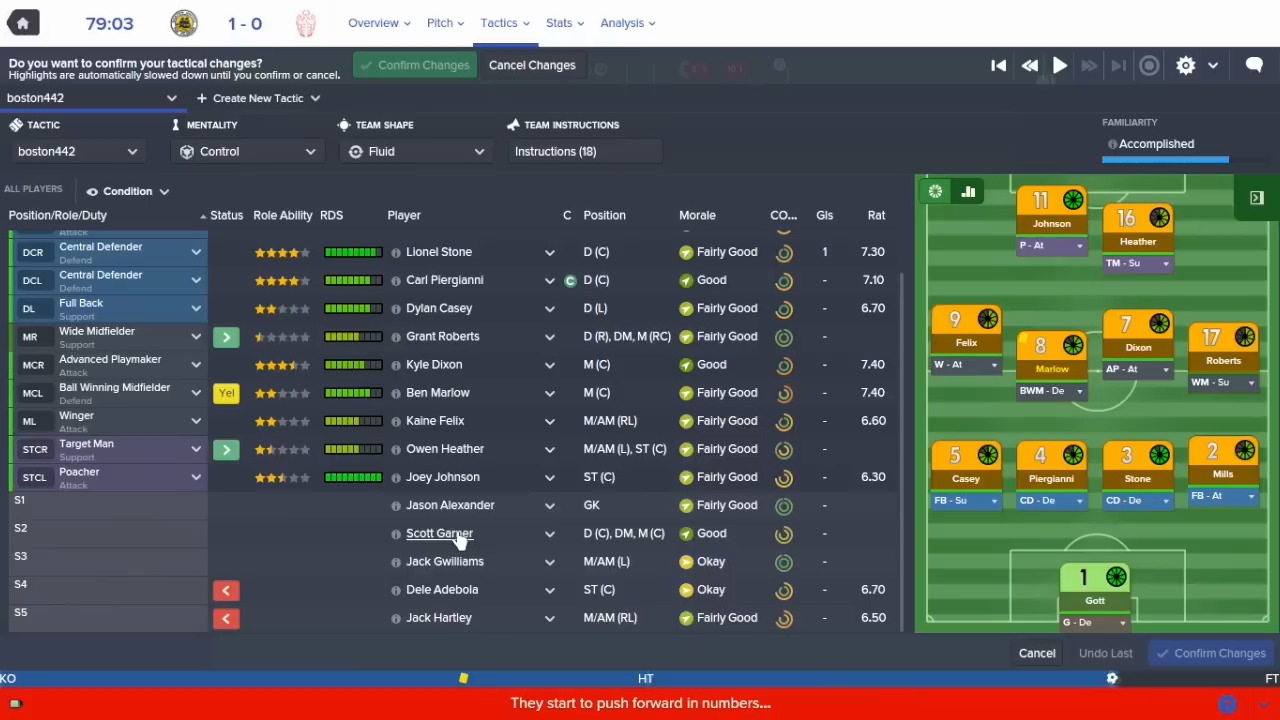 79:03 1 - 0 Overview Pitch Tactics Stats Analysis
Do you want to confirm your tactical changes?
Highlights are automatically slowed down until you confirm or cancel.
Confirm Changes Cancel Changes
boston442 Create New Tactic
TACTIC MENTALITY TEAM SHAPE TEAM INSTRUCTIONS FAMILIARITY
boston442 Control Fluid Instructions (18) Accomplished
ALL PLAYERS Condition
Position/Role/Duty Status Role Ability RDS Player C Position Morale CO... Gls Rat
Attack
DCR Central Defender Defend Lionel Stone D (C) Fairly Good 1 7.30
DCL Central Defender Defend Carl Piergianni C D (C) Good - 7.10
DL Full Back Support Dylan Casey D (L) Fairly Good - 6.70
MR Wide Midfielder Support Grant Roberts D (R), DM, M (RC) Fairly Good - -
MCR Advanced Playmaker Attack Kyle Dixon M (C) Good - 7.40
MCL Ball Winning Midfielder Defend Yel Ben Marlow M (C) Fairly Good - 7.40
ML Winger Attack Kaine Felix M/AM (RL) Fairly Good - 6.60
STCR Target Man Support Owen Heather M/AM (L), ST (C) Fairly Good - -
STCL Poacher Attack Joey Johnson ST (C) Fairly Good - 6.30
S1 Jason Alexander GK Fairly Good - -
S2 Scott Garner D (C), DM, M (C) Good - -
S3 Jack Gwilliams M/AM (L) Okay - -
S4 Dele Adebola ST (C) Okay - 6.70
S5 Jack Hartley M/AM (RL) Fairly Good - 6.50
11 Johnson P - At
16 Heather TM - Su
9 Felix W - At
8 Marlow BWM - De
7 Dixon AP - At
17 Roberts WM - Su
5 Casey FB - Su
4 Piergianni CD - De
3 Stone CD - De
2 Mills FB - At
1 Gott G - De
Cancel Undo Last Confirm Changes
KO HT FT
They start to push forward in numbers...